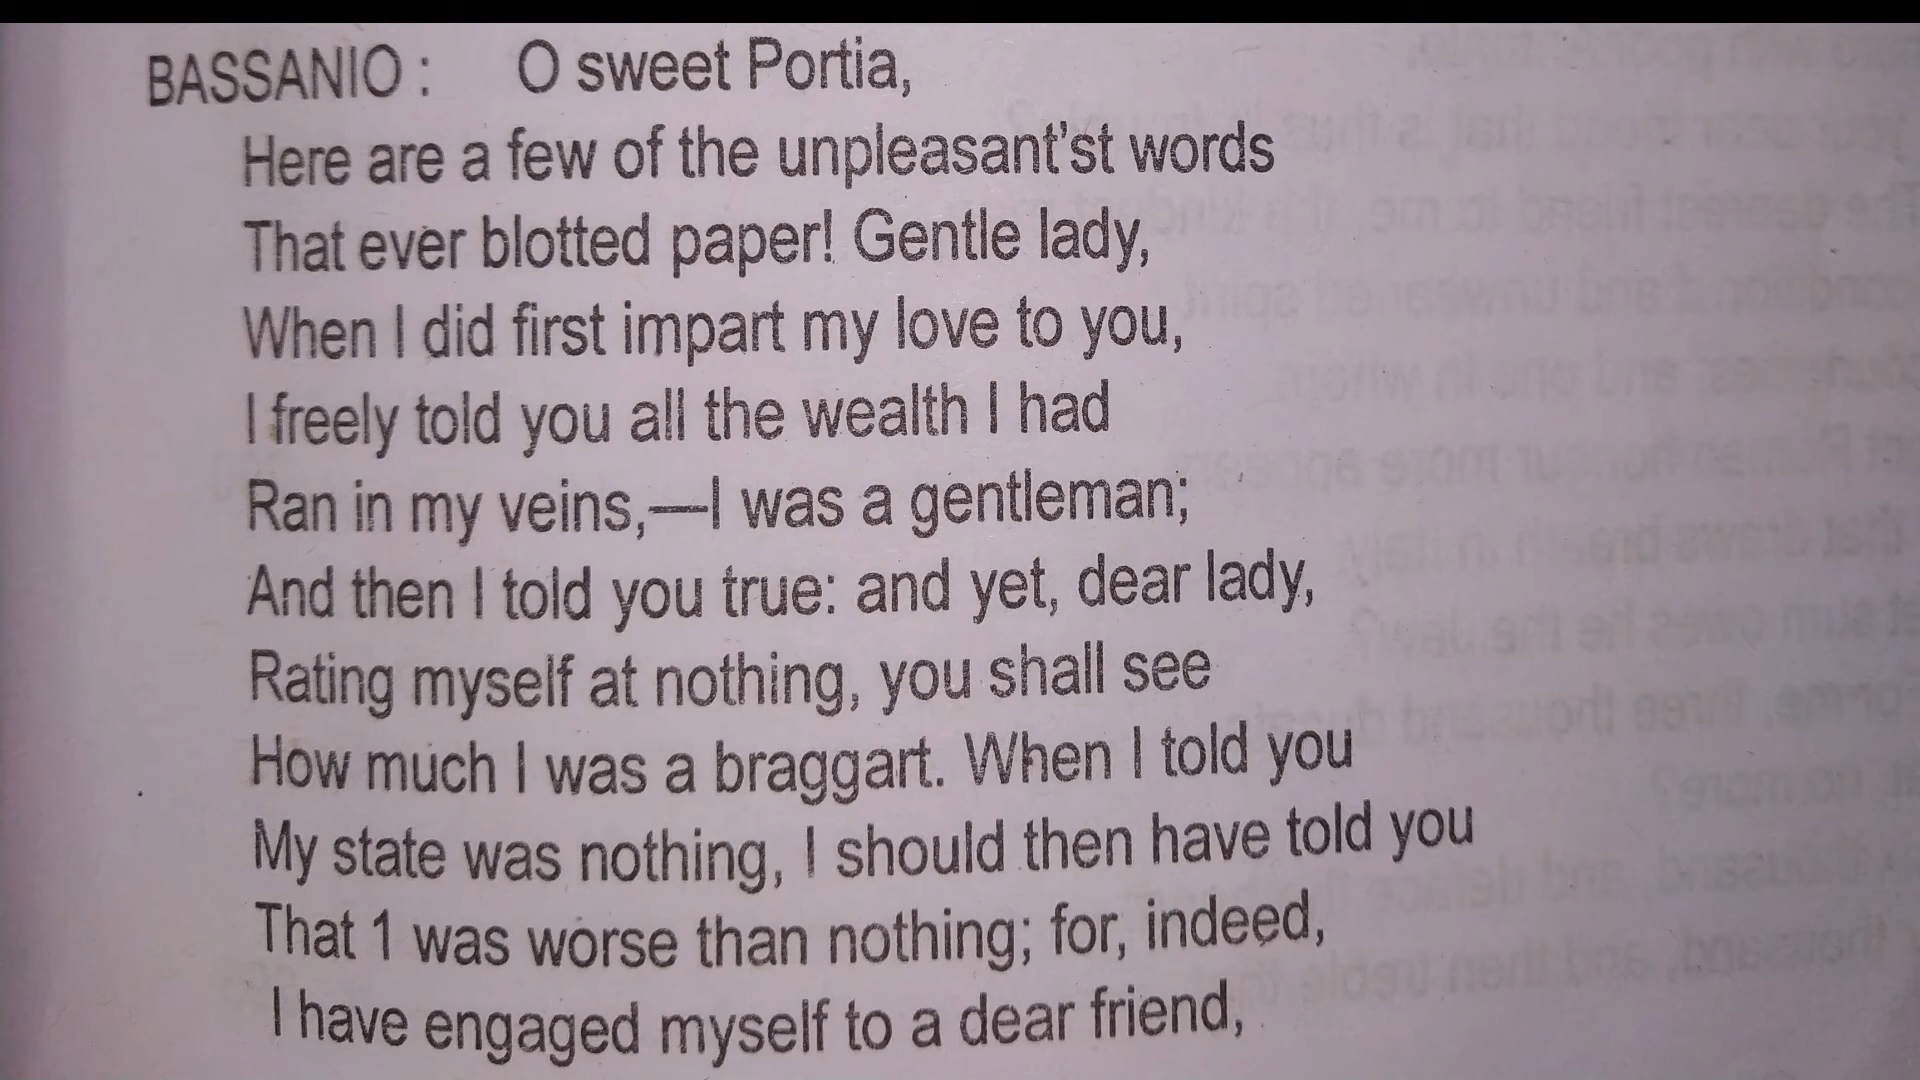 BASSANIO : O sweet Portia,
Here are a few of the unpleasant'st words
That ever blotted paper! Gentle lady,
When I did first impart my love to you,
I freely told you all the wealth I had
Ran in my veins,—I was a gentleman;
And then I told you true: and yet, dear lady,
Rating myself at nothing, you shall see
How much I was a braggart. When I told you
My state was nothing, I should then have told you
That 1 was worse than nothing; for, indeed,
I have engaged myself to a dear friend,